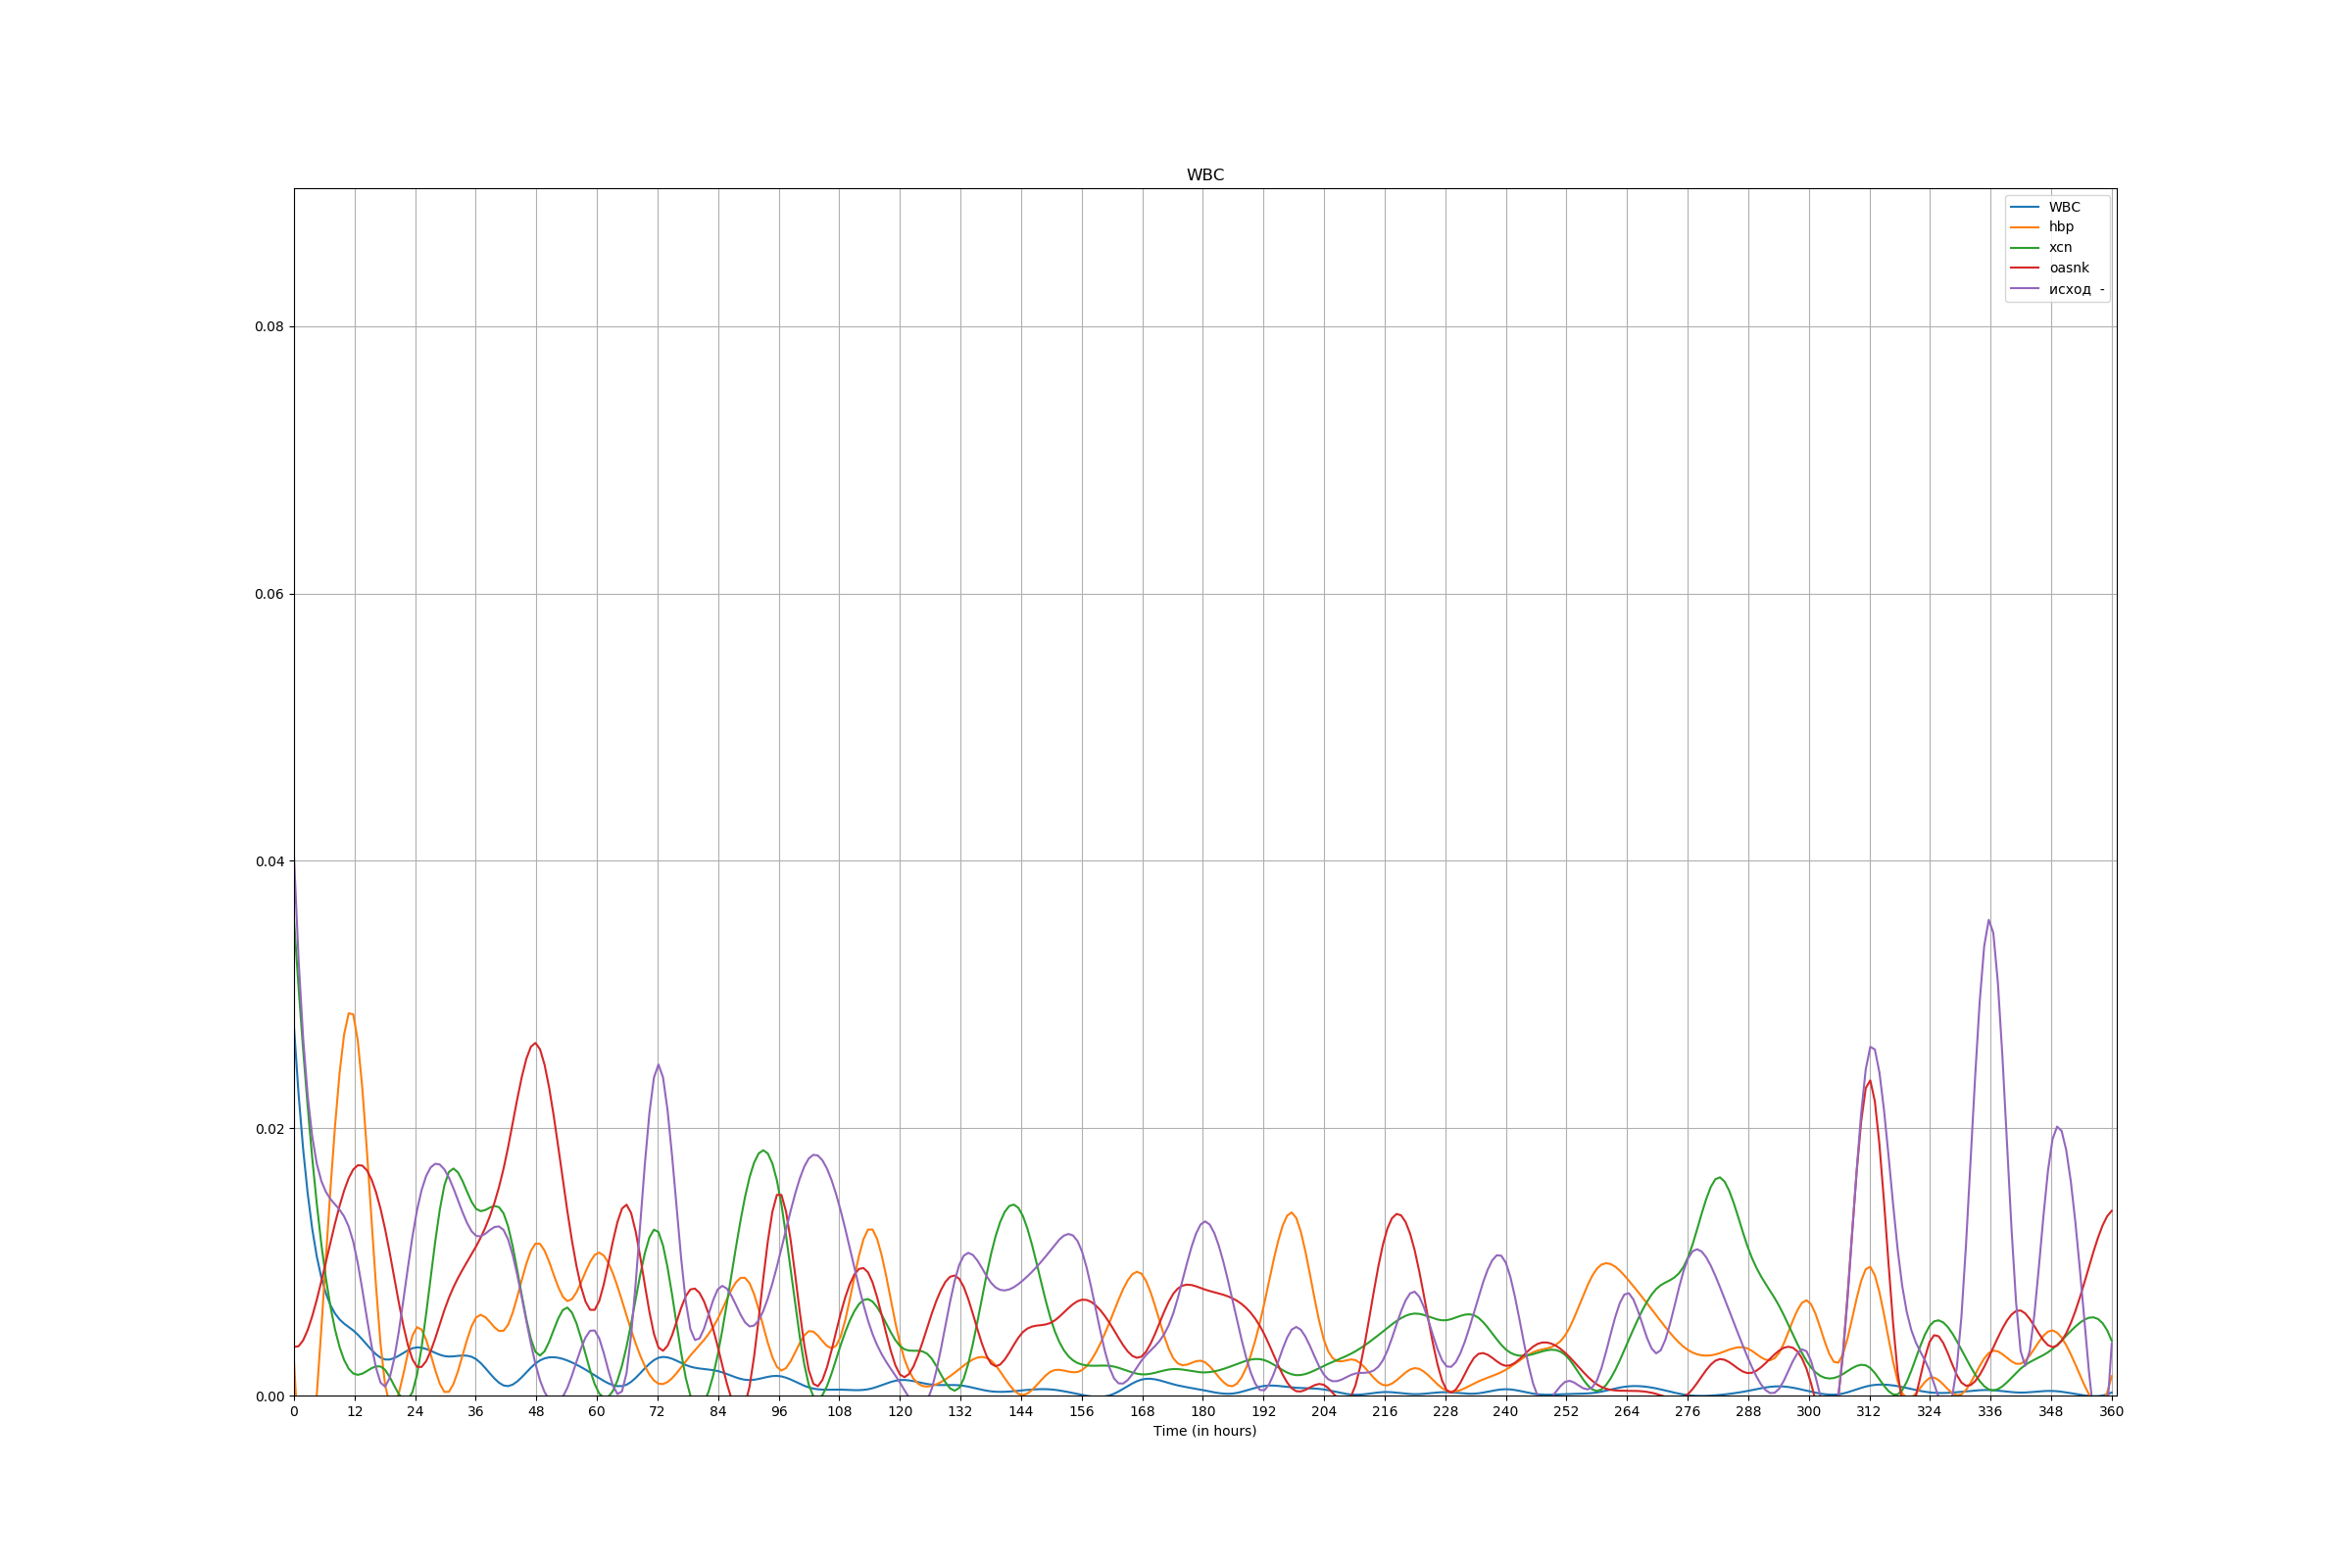 WBC
WBC
hbp
xcn
oasnk
исход -
0.08
0.06
0.04
0.02
0.00
0 12 24 36 48 60 72 84 96 108 120 132 144 156 168 180 192 204 216 228 240 252 264 276 288 300 312 324 336 348 360
Time (in hours)